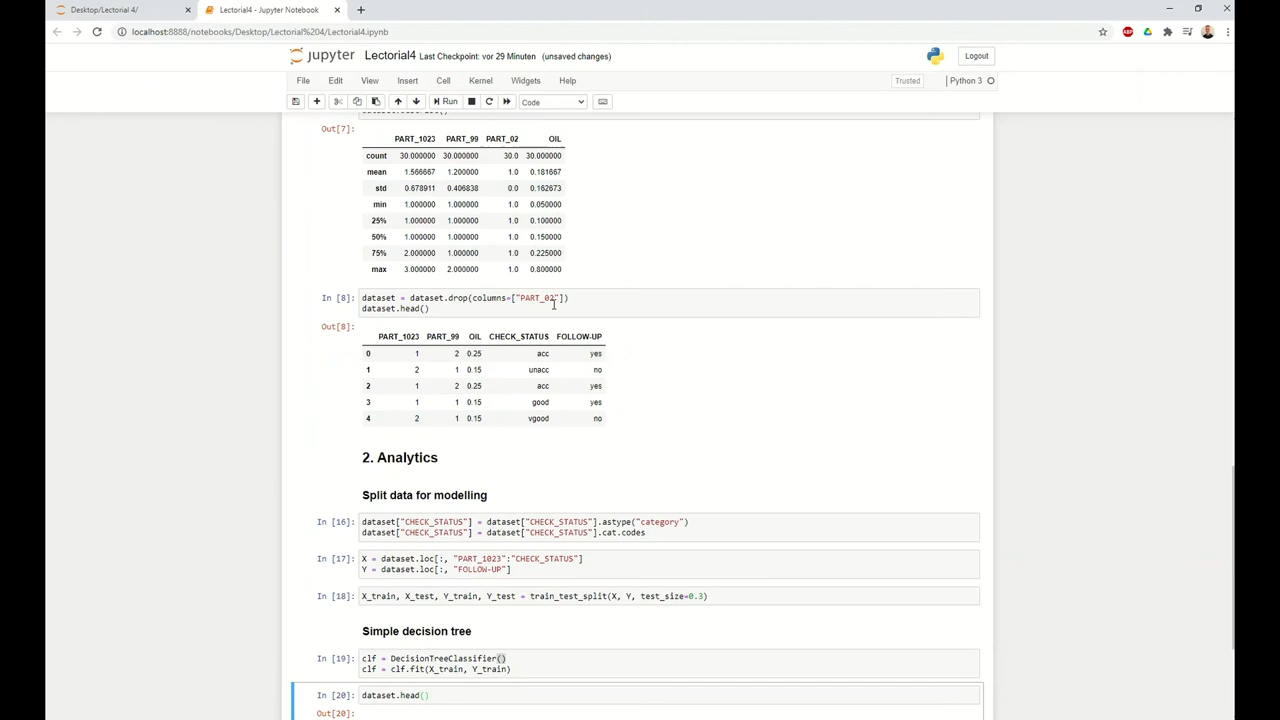 Desktop/Lectorial 4/
Lectorial4 - Jupyter Notebook
localhost:8888/notebooks/Desktop/Lectorial%204/Lectorial4.ipynb
ABP
jupyter Lectorial4 Last Checkpoint: vor 29 Minuten (unsaved changes)
Logout
File Edit View Insert Cell Kernel Widgets Help
Trusted
Python 3
Run
Code
Out[7]:
PART_1023 PART_99 PART_02 OIL
count 30.000000 30.000000 30.0 30.000000
mean 1.566667 1.200000 1.0 0.181667
std 0.678911 0.406838 0.0 0.162673
min 1.000000 1.000000 1.0 0.050000
25% 1.000000 1.000000 1.0 0.100000
50% 1.000000 1.000000 1.0 0.150000
75% 2.000000 1.000000 1.0 0.225000
max 3.000000 2.000000 1.0 0.800000
In [8]: dataset = dataset.drop(columns=["PART_02"])
dataset.head()
Out[8]:
PART_1023 PART_99 OIL CHECK_STATUS FOLLOW-UP
0 1 2 0.25 acc yes
1 2 1 0.15 unacc no
2 1 2 0.25 acc yes
3 1 1 0.15 good yes
4 2 1 0.15 vgood no
2. Analytics
Split data for modelling
In [16]: dataset["CHECK_STATUS"] = dataset["CHECK_STATUS"].astype("category")
dataset["CHECK_STATUS"] = dataset["CHECK_STATUS"].cat.codes
In [17]: X = dataset.loc[:, "PART_1023":"CHECK_STATUS"]
Y = dataset.loc[:, "FOLLOW-UP"]
In [18]: X_train, X_test, Y_train, Y_test = train_test_split(X, Y, test_size=0.3)
Simple decision tree
In [19]: clf = DecisionTreeClassifier()
clf = clf.fit(X_train, Y_train)
In [20]: dataset.head()
Out[20]: